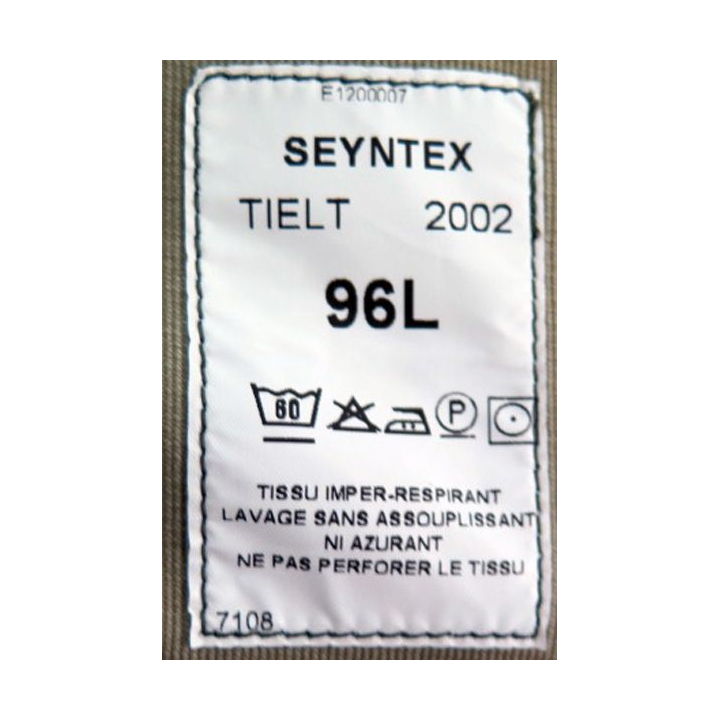 E1200007
SEYNTEX
TIELT 2002
96L
60 P
TISSU IMPER-RESPIRANT
LAVAGE SANS ASSOUPLISSANT
NI AZURANT
NE PAS PERFORER LE TISSU
7108